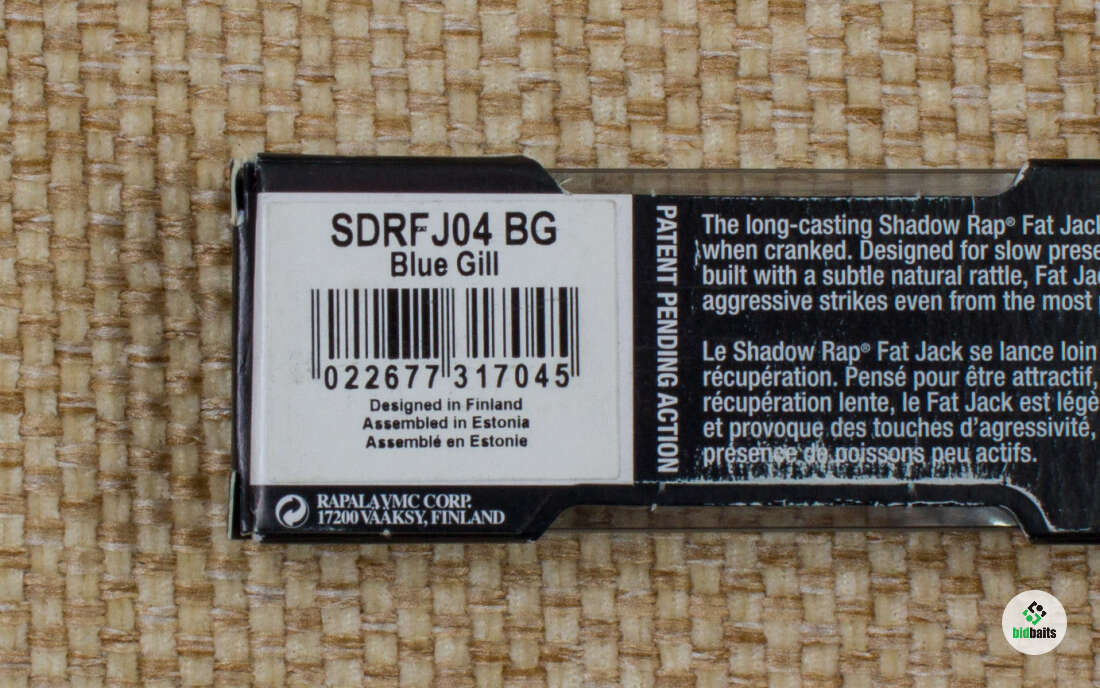 SDRFJ04 BG
Blue Gill
022677 317045
Designed in Finland
Assembled in Estonia
Assemblé en Estonie
RAPALA VMC CORP.
17200 VÄÄKSY, FINLAND
PATENT PENDING ACTION
The long-casting Shadow Rap® Fat Jack
when cranked. Designed for slow prese
built with a subtle natural rattle, Fat Ja
aggressive strikes even from the most
Le Shadow Rap® Fat Jack se lance loin
récupération. Pensé pour être attractif,
récupération lente, le Fat Jack est légè
et provoque des touches d'agressivité,
présence de poissons peu actifs.
bidbaits